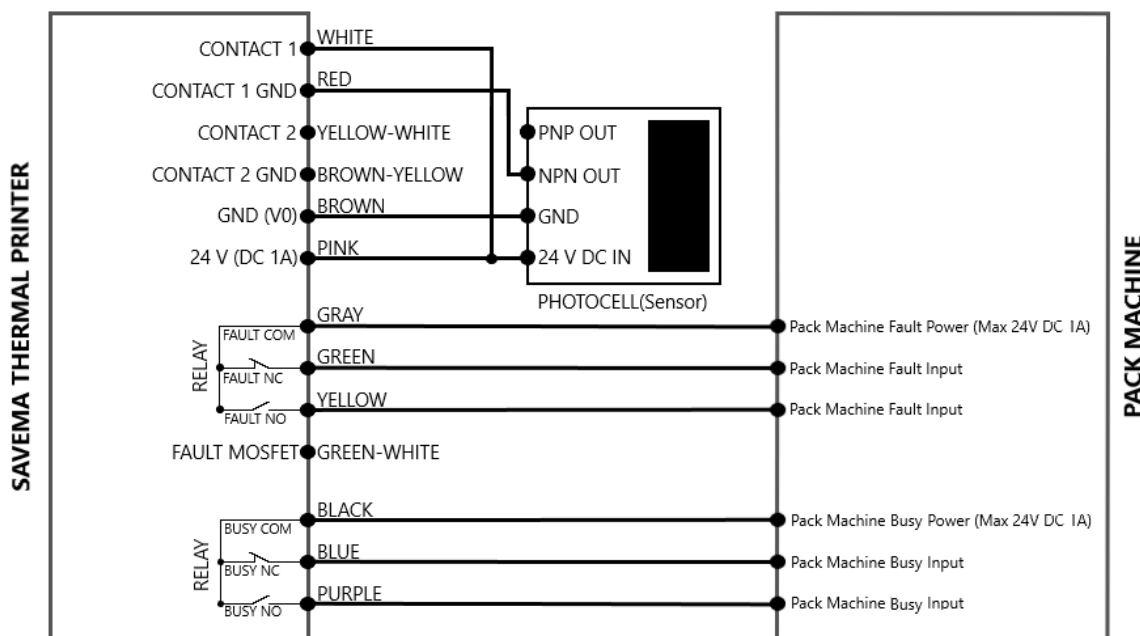 SAVEMA THERMAL PRINTER
CONTACT 1 WHITE
CONTACT 1 GND RED
CONTACT 2 YELLOW-WHITE
CONTACT 2 GND BROWN-YELLOW
GND (V0) BROWN
24 V (DC 1A) PINK
PNP OUT
NPN OUT
GND
24 V DC IN
PHOTOCELL(Sensor)
RELAY
FAULT COM GRAY Pack Machine Fault Power (Max 24V DC 1A)
FAULT NC GREEN Pack Machine Fault Input
FAULT NO YELLOW Pack Machine Fault Input
FAULT MOSFET GREEN-WHITE
RELAY
BUSY COM BLACK Pack Machine Busy Power (Max 24V DC 1A)
BUSY NC BLUE Pack Machine Busy Input
BUSY NO PURPLE Pack Machine Busy Input
PACK MACHINE